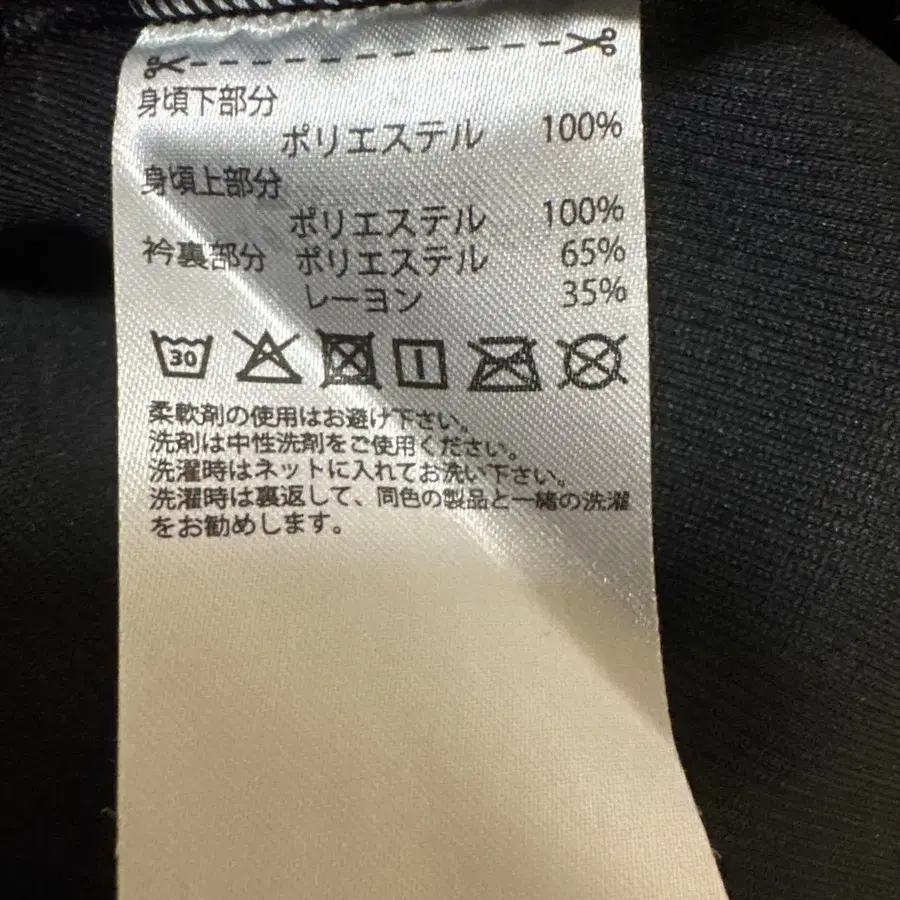 身頃下部分
ポリエステル 100%
身頃上部分
ポリエステル 100%
衿裏部分 ポリエステル 65%
レーヨン 35%
30
柔軟剤の使用はお避け下さい。
洗剤は中性洗剤をご使用ください。
洗濯時はネットに入れてお洗い下さい。
洗濯時は裏返して、同色の製品と一緒の洗濯
をお勧めします。